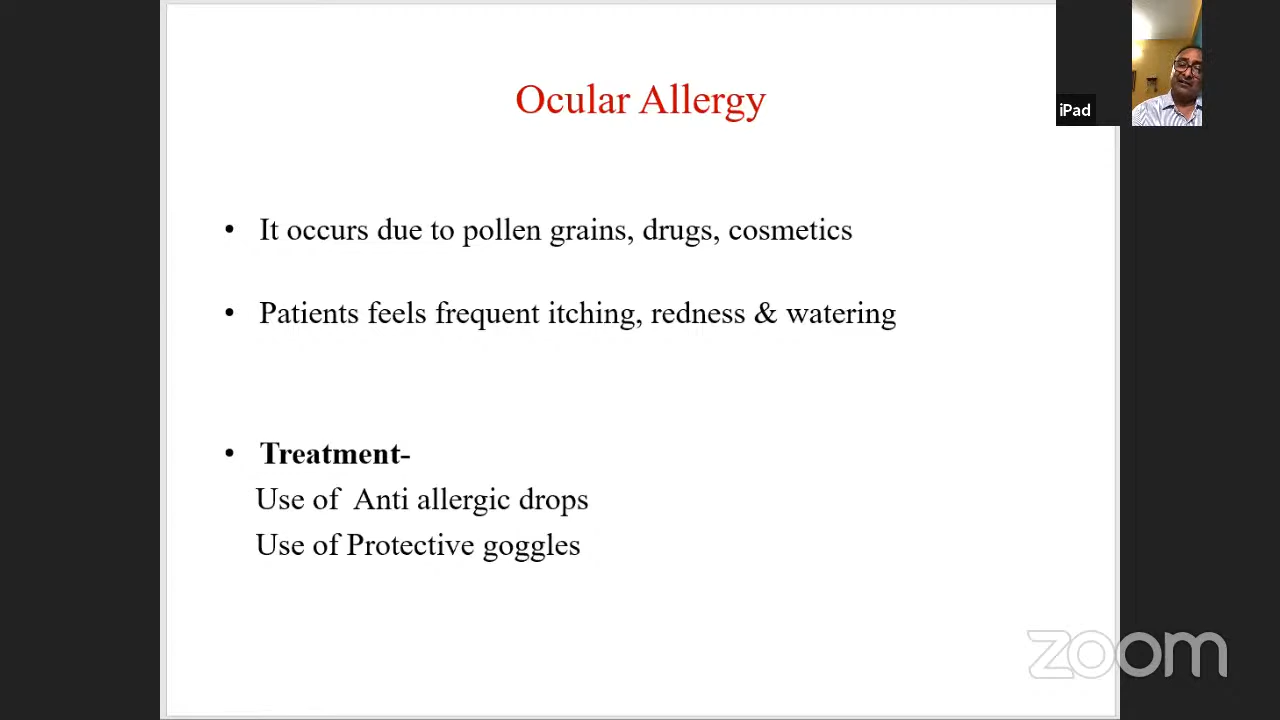 Ocular Allergy
iPad
• It occurs due to pollen grains, drugs, cosmetics
• Patients feels frequent itching, redness & watering
• Treatment-
Use of Anti allergic drops
Use of Protective goggles
zoom